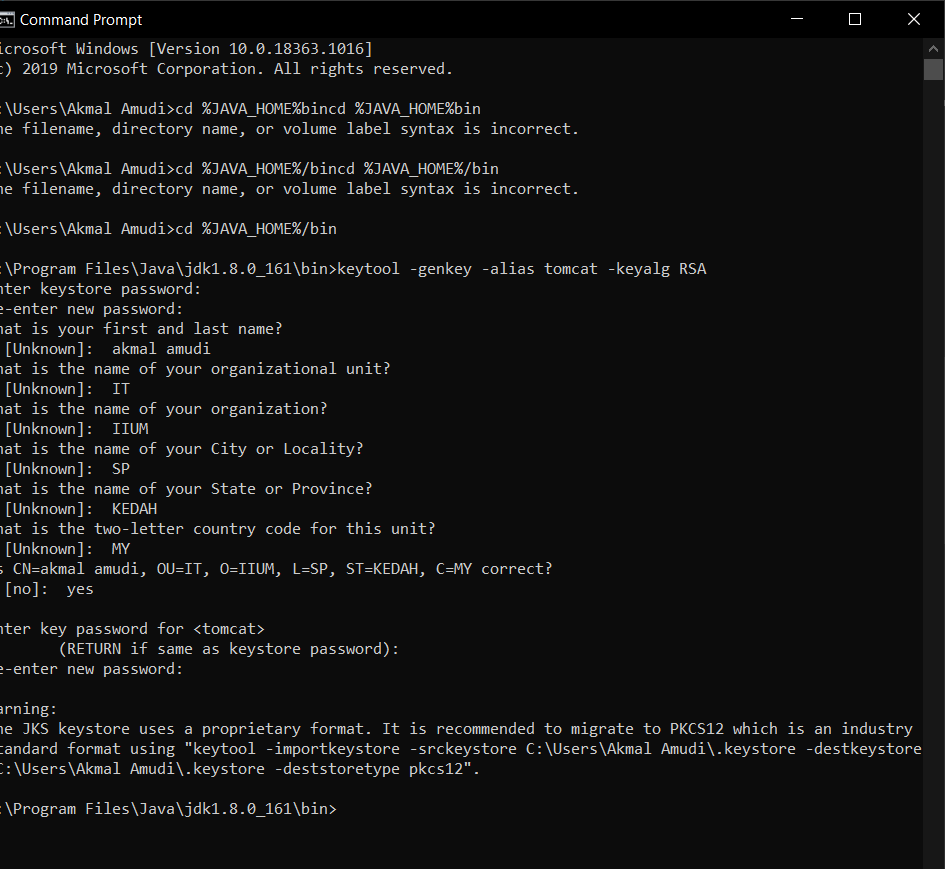 Command Prompt
icrosoft Windows [Version 10.0.18363.1016]
c) 2019 Microsoft Corporation. All rights reserved.
:\Users\Akmal Amudi>cd %JAVA_HOME%bincd %JAVA_HOME%bin
he filename, directory name, or volume label syntax is incorrect.
:\Users\Akmal Amudi>cd %JAVA_HOME%/bincd %JAVA_HOME%/bin
he filename, directory name, or volume label syntax is incorrect.
:\Users\Akmal Amudi>cd %JAVA_HOME%/bin
:\Program Files\Java\jdk1.8.0_161\bin>keytool -genkey -alias tomcat -keyalg RSA
nter keystore password:
e-enter new password:
hat is your first and last name?
[Unknown]:  akmal amudi
hat is the name of your organizational unit?
[Unknown]:  IT
hat is the name of your organization?
[Unknown]:  IIUM
hat is the name of your City or Locality?
[Unknown]:  SP
hat is the name of your State or Province?
[Unknown]:  KEDAH
hat is the two-letter country code for this unit?
[Unknown]:  MY
s CN=akmal amudi, OU=IT, O=IIUM, L=SP, ST=KEDAH, C=MY correct?
[no]:  yes
nter key password for <tomcat>
(RETURN if same as keystore password):
e-enter new password:
arning:
he JKS keystore uses a proprietary format. It is recommended to migrate to PKCS12 which is an industry
tandard format using "keytool -importkeystore -srckeystore C:\Users\Akmal Amudi\.keystore -destkeystore
C:\Users\Akmal Amudi\.keystore -deststoretype pkcs12".
:\Program Files\Java\jdk1.8.0_161\bin>